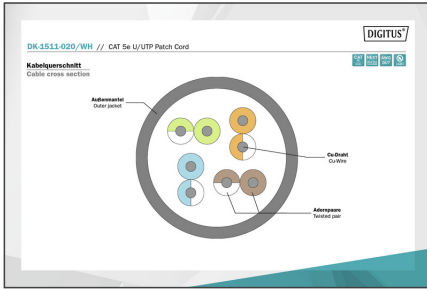 DIGITUS®
DK-1511-020/WH // CAT 5e U/UTP Patch Cord
Kabelquerschnitt
Cable cross section
Außenmantel
Outer jacket
Cu-Draht
Cu-Wire
Aderspaare
Twisted pair